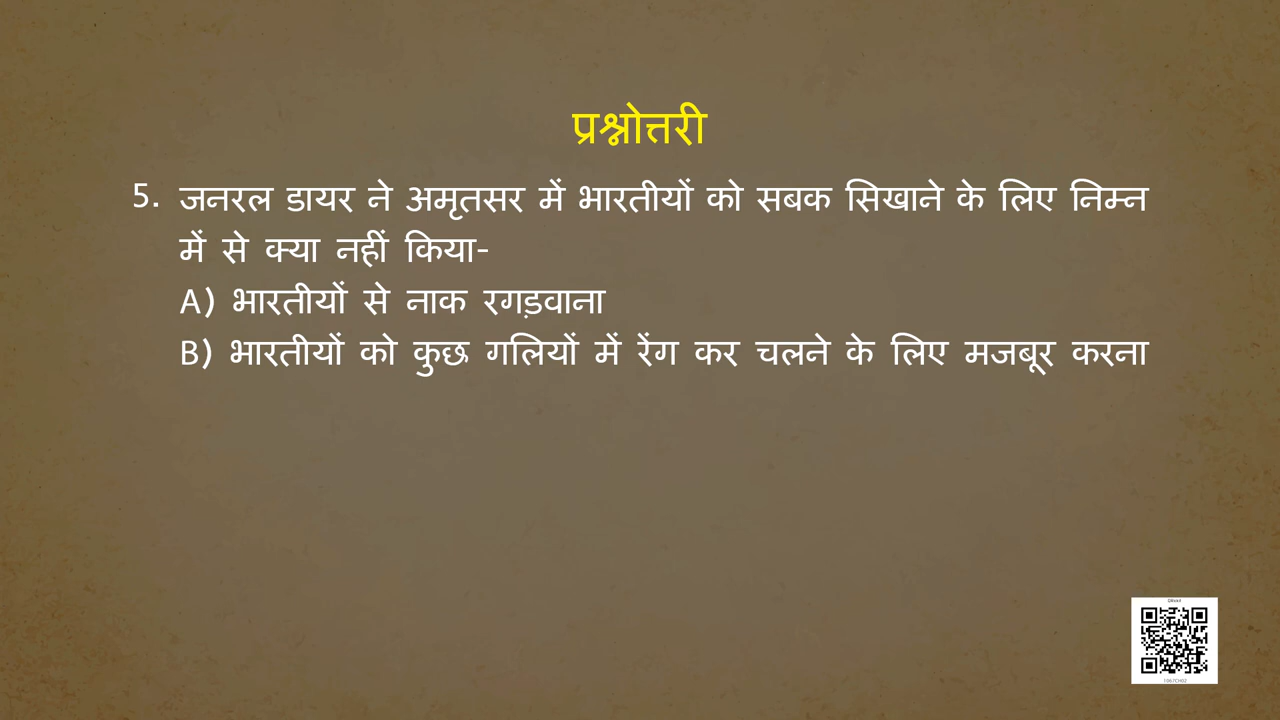 प्रश्नोत्तरी
5. जनरल डायर ने अमृतसर में भारतीयों को सबक सिखाने के लिए निम्न
में से क्या नहीं किया-
A) भारतीयों से नाक रगड़वाना
B) भारतीयों को कुछ गलियों में रेंग कर चलने के लिए मजबूर करना